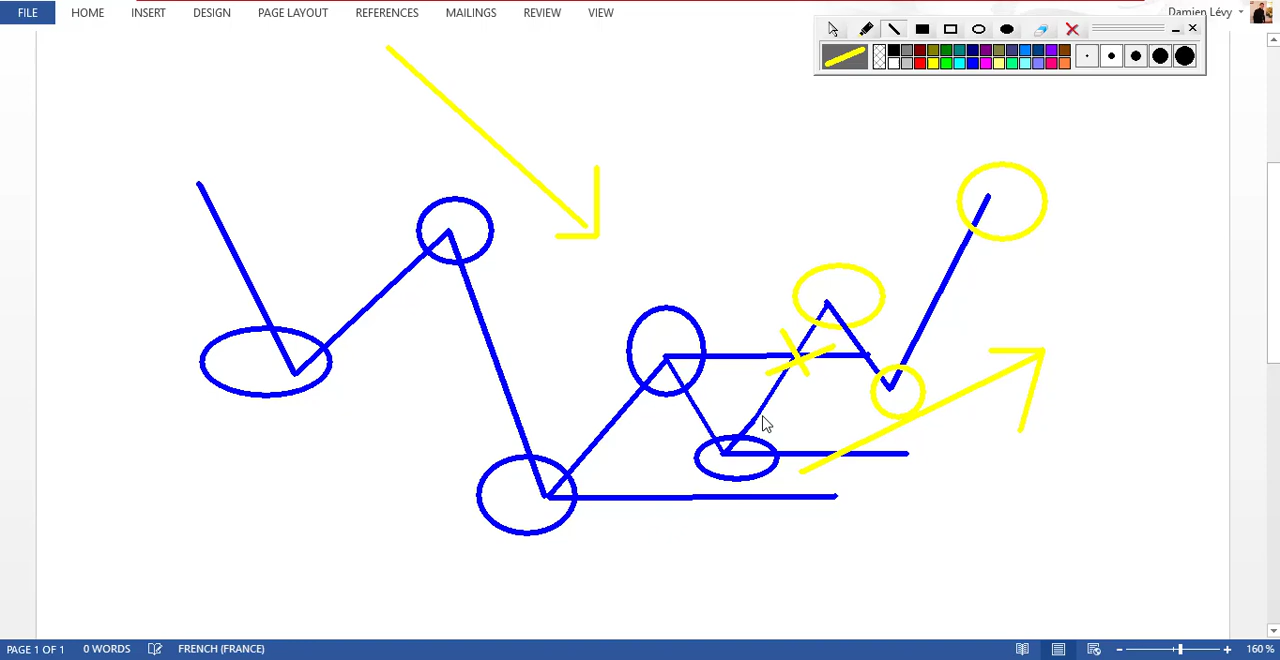 FILE HOME INSERT DESIGN PAGE LAYOUT REFERENCES MAILINGS REVIEW VIEW Damien Lévy
PAGE 1 OF 1 0 WORDS FRENCH (FRANCE) 160 %